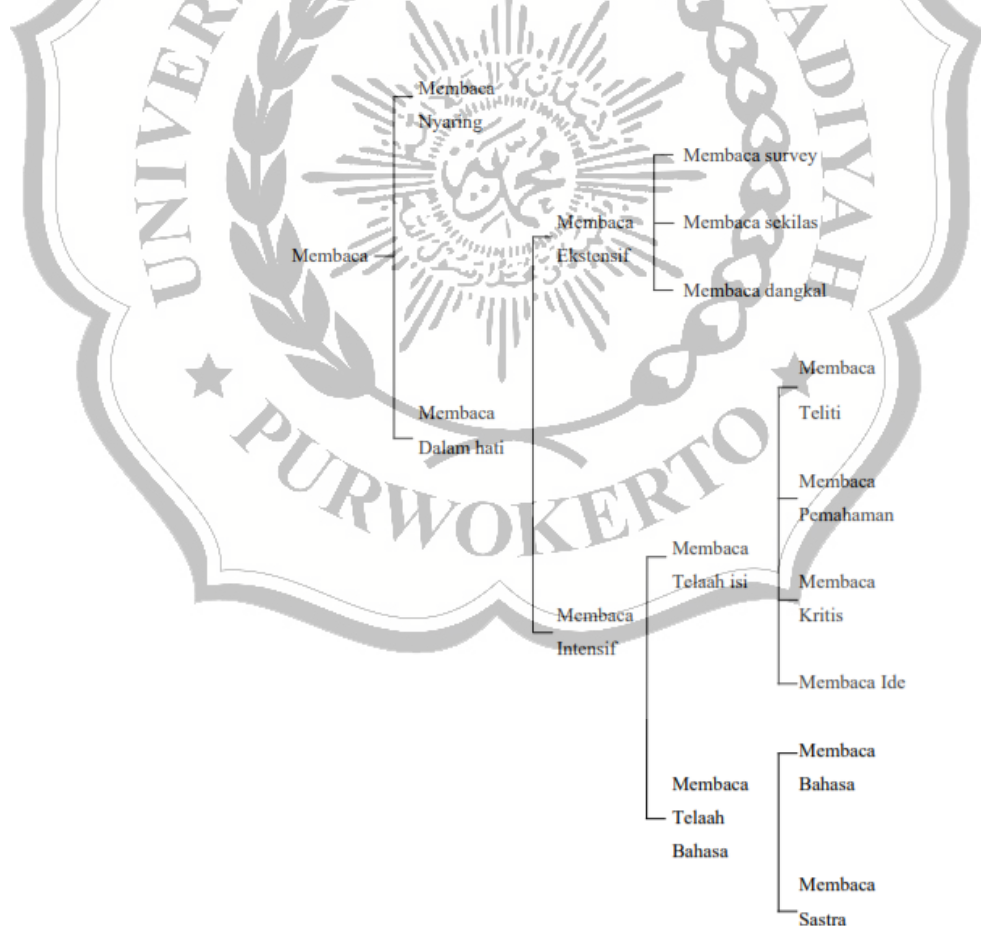 UNIVER
ADIYAH
PURWOKERTO
Membaca
Nyaring
Membaca survey
Membaca
Ekstensif
Membaca sekilas
Membaca
Membaca dangkal
Membaca
Dalam hati
Membaca
Teliti
Membaca
Pemahaman
Membaca
Telaah isi
Membaca
Kritis
Membaca
Intensif
Membaca Ide
Membaca
Bahasa
Membaca
Telaah
Bahasa
Membaca
Sastra